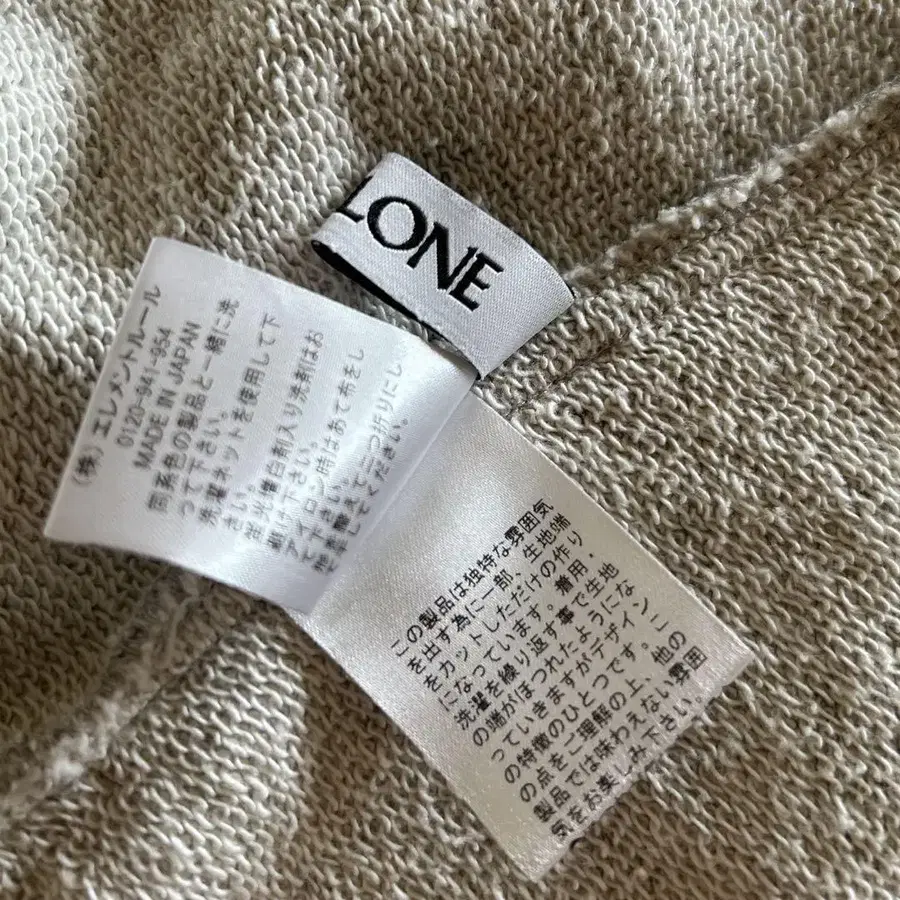 LONE
(株)エレメントルール
0120-941-954
MADE IN JAPAN
同系色の製品と一緒に洗
って下さい。
洗濯ネットを使用して下
さい。
蛍光増白剤入り洗剤はお
避け下さい。
アイロン時はあて布をし
て下さい。
この製品は独特な雰囲気
を出す為に一部、生地端
をカットしただけの作り
になっています。着用・
洗濯を繰り返す事で生地
の端がほつれたようにな
っていきますがデザイン
の特徴のひとつです。こ
の点をご理解の上、他の
製品では味わえない雰囲
気をお楽しみ下さい。